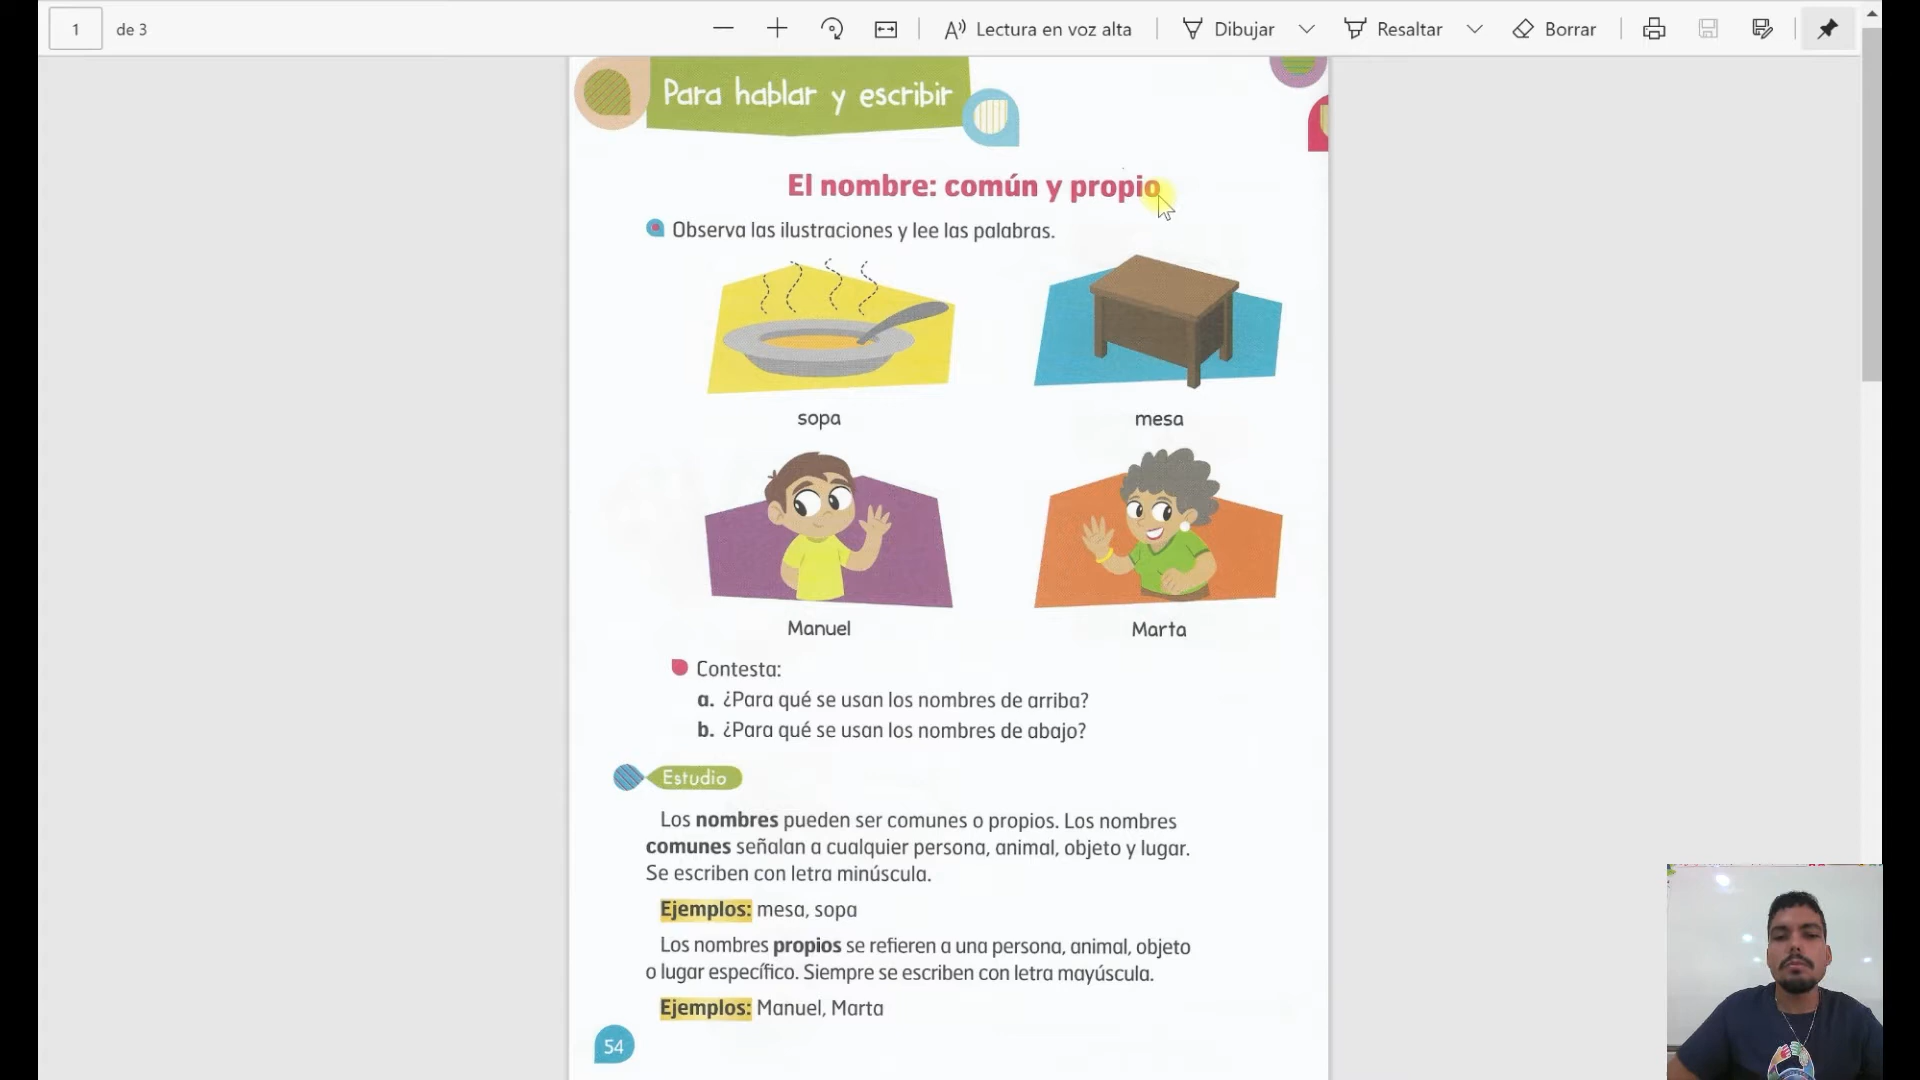 1 de 3 Lectura en voz alta Dibujar Resaltar Borrar
Para hablar y escribir
El nombre: común y propio
Observa las ilustraciones y lee las palabras.
sopa mesa
Manuel Marta
Contesta:
a. ¿Para qué se usan los nombres de arriba?
b. ¿Para qué se usan los nombres de abajo?
Estudio
Los nombres pueden ser comunes o propios. Los nombres
comunes señalan a cualquier persona, animal, objeto y lugar.
Se escriben con letra minúscula.
Ejemplos: mesa, sopa
Los nombres propios se refieren a una persona, animal, objeto
o lugar específico. Siempre se escriben con letra mayúscula.
Ejemplos: Manuel, Marta
54